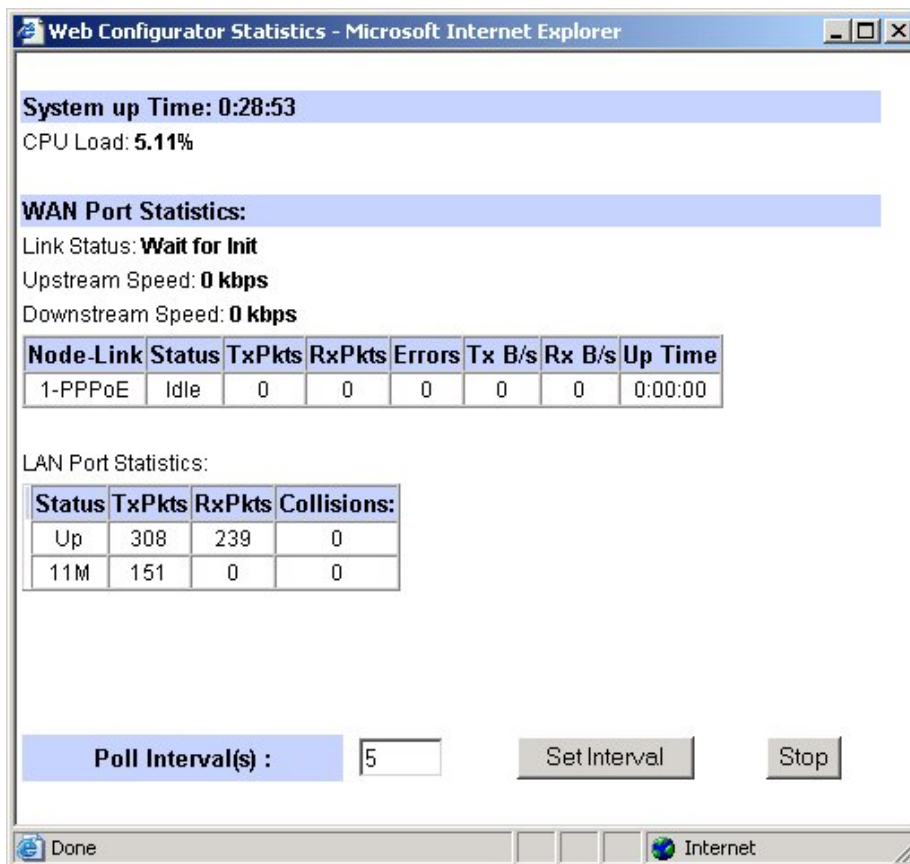 Web Configurator Statistics - Microsoft Internet Explorer
System up Time: 0:28:53
CPU Load: 5.11%
WAN Port Statistics:
Link Status: Wait for Init
Upstream Speed: 0 kbps
Downstream Speed: 0 kbps
Node-Link Status TxPkts RxPkts Errors Tx B/s Rx B/s Up Time
1-PPPoE Idle 0 0 0 0 0 0:00:00
LAN Port Statistics:
Status TxPkts RxPkts Collisions:
Up 308 239 0
11M 151 0 0
Poll Interval(s) : 5 Set Interval Stop
Done Internet